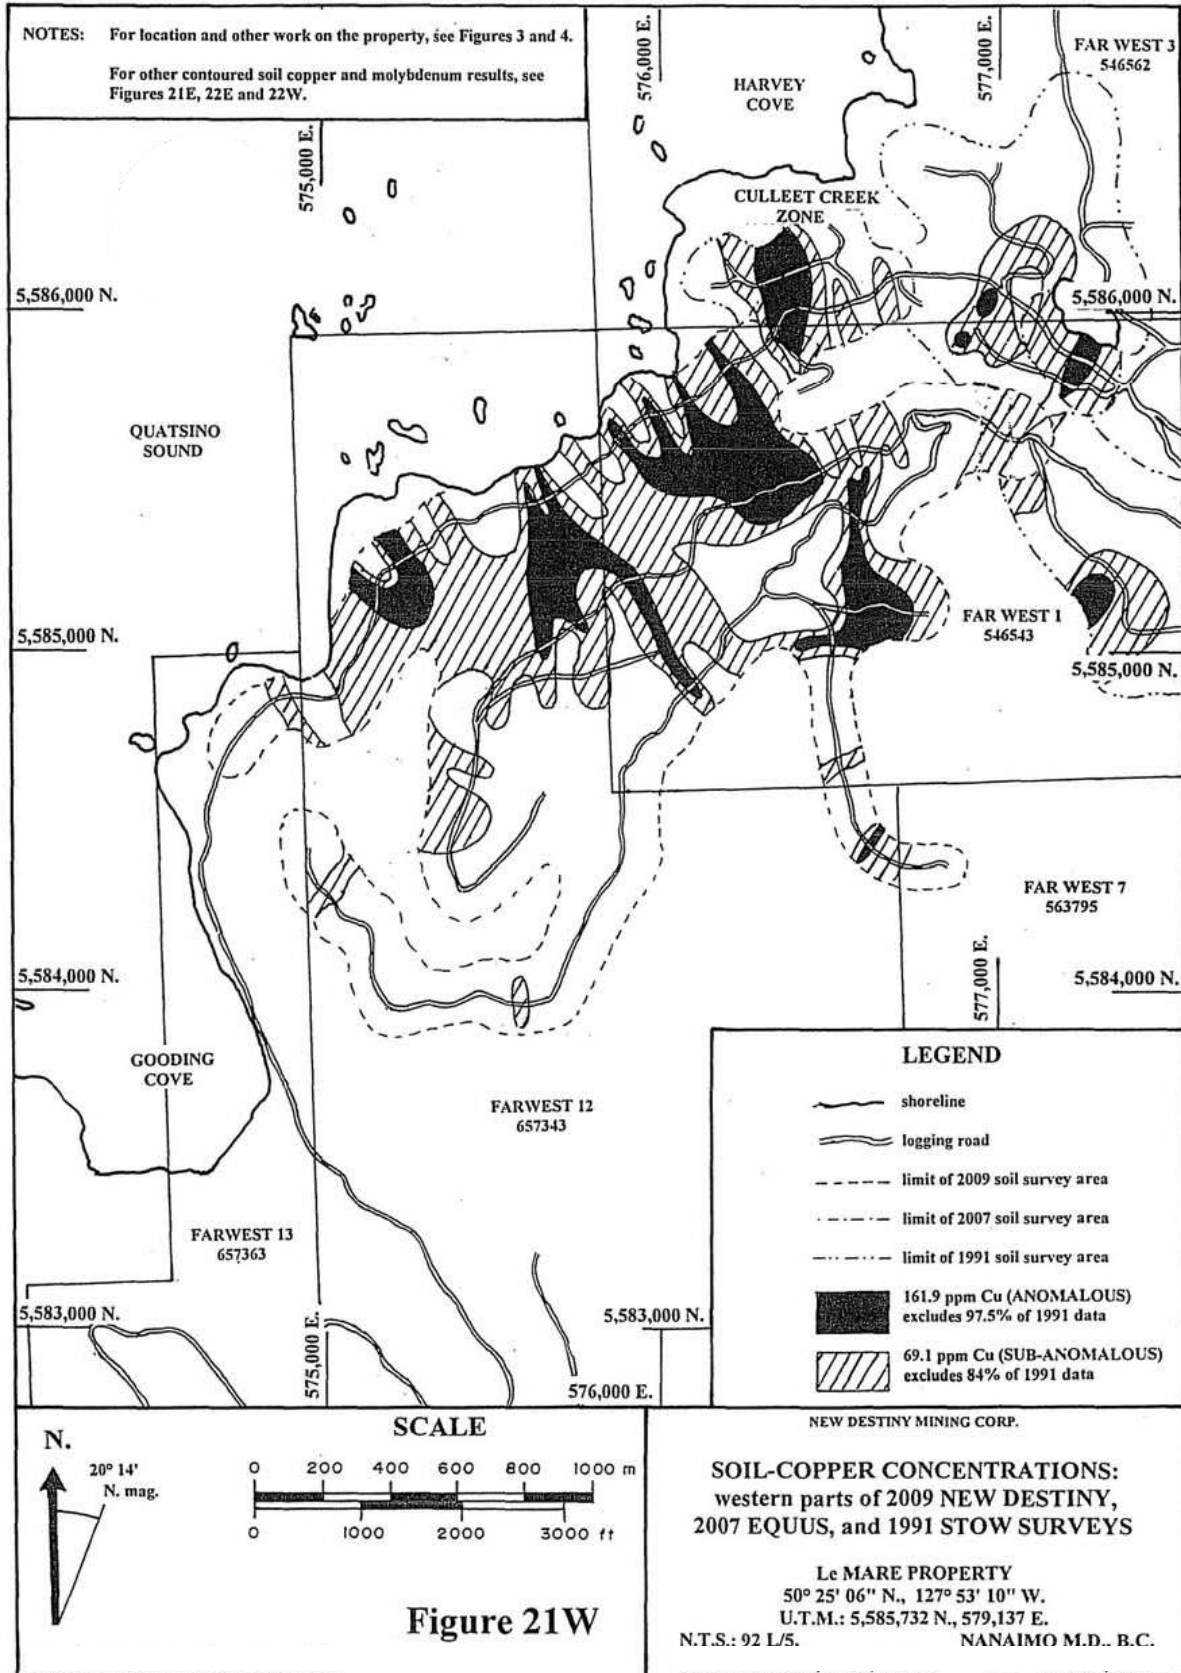 NOTES: For location and other work on the property, see Figures 3 and 4.
For other contoured soil copper and molybdenum results, see
Figures 21E, 22E and 22W.
575,000 E.
576,000 E.
577,000 E.
FAR WEST 3
546562
HARVEY
COVE
CULLEET CREEK
ZONE
5,586,000 N.
5,586,000 N.
QUATSINO
SOUND
FAR WEST 1
546543
5,585,000 N.
5,585,000 N.
FAR WEST 7
563795
577,000 E.
5,584,000 N.
5,584,000 N.
GOODING
COVE
FARWEST 12
657343
FARWEST 13
657363
5,583,000 N.
5,583,000 N.
575,000 E.
576,000 E.
LEGEND
shoreline
logging road
limit of 2009 soil survey area
limit of 2007 soil survey area
limit of 1991 soil survey area
161.9 ppm Cu (ANOMALOUS)
excludes 97.5% of 1991 data
69.1 ppm Cu (SUB-ANOMALOUS)
excludes 84% of 1991 data
N.
20° 14'
N. mag.
SCALE
0 200 400 600 800 1000 m
0 1000 2000 3000 ft
Figure 21W
NEW DESTINY MINING CORP.
SOIL-COPPER CONCENTRATIONS:
western parts of 2009 NEW DESTINY,
2007 EQUUS, and 1991 STOW SURVEYS
Le MARE PROPERTY
50° 25' 06" N., 127° 53' 10" W.
U.T.M.: 5,585,732 N., 579,137 E.
N.T.S.: 92 L/5. NANAIMO M.D., B.C.